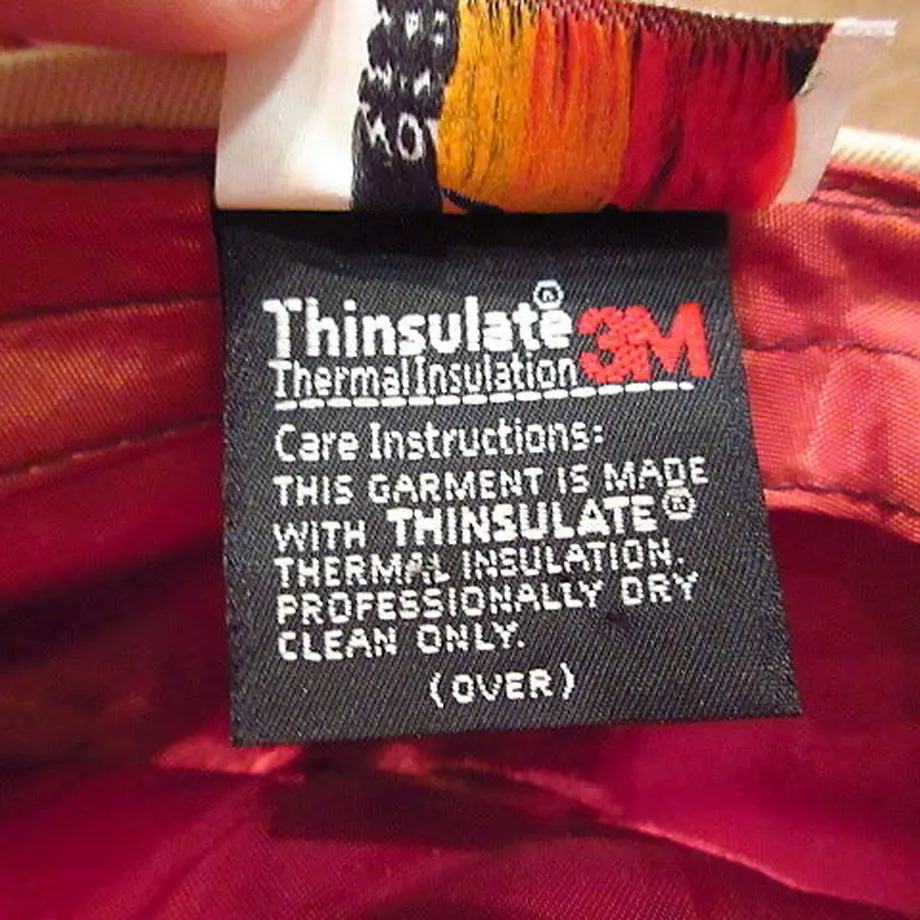 Thinsulate® 3M
Thermal Insulation
Care Instructions:
THIS GARMENT IS MADE
WITH THINSULATE®
THERMAL INSULATION.
PROFESSIONALLY DRY
CLEAN ONLY.
(OVER)